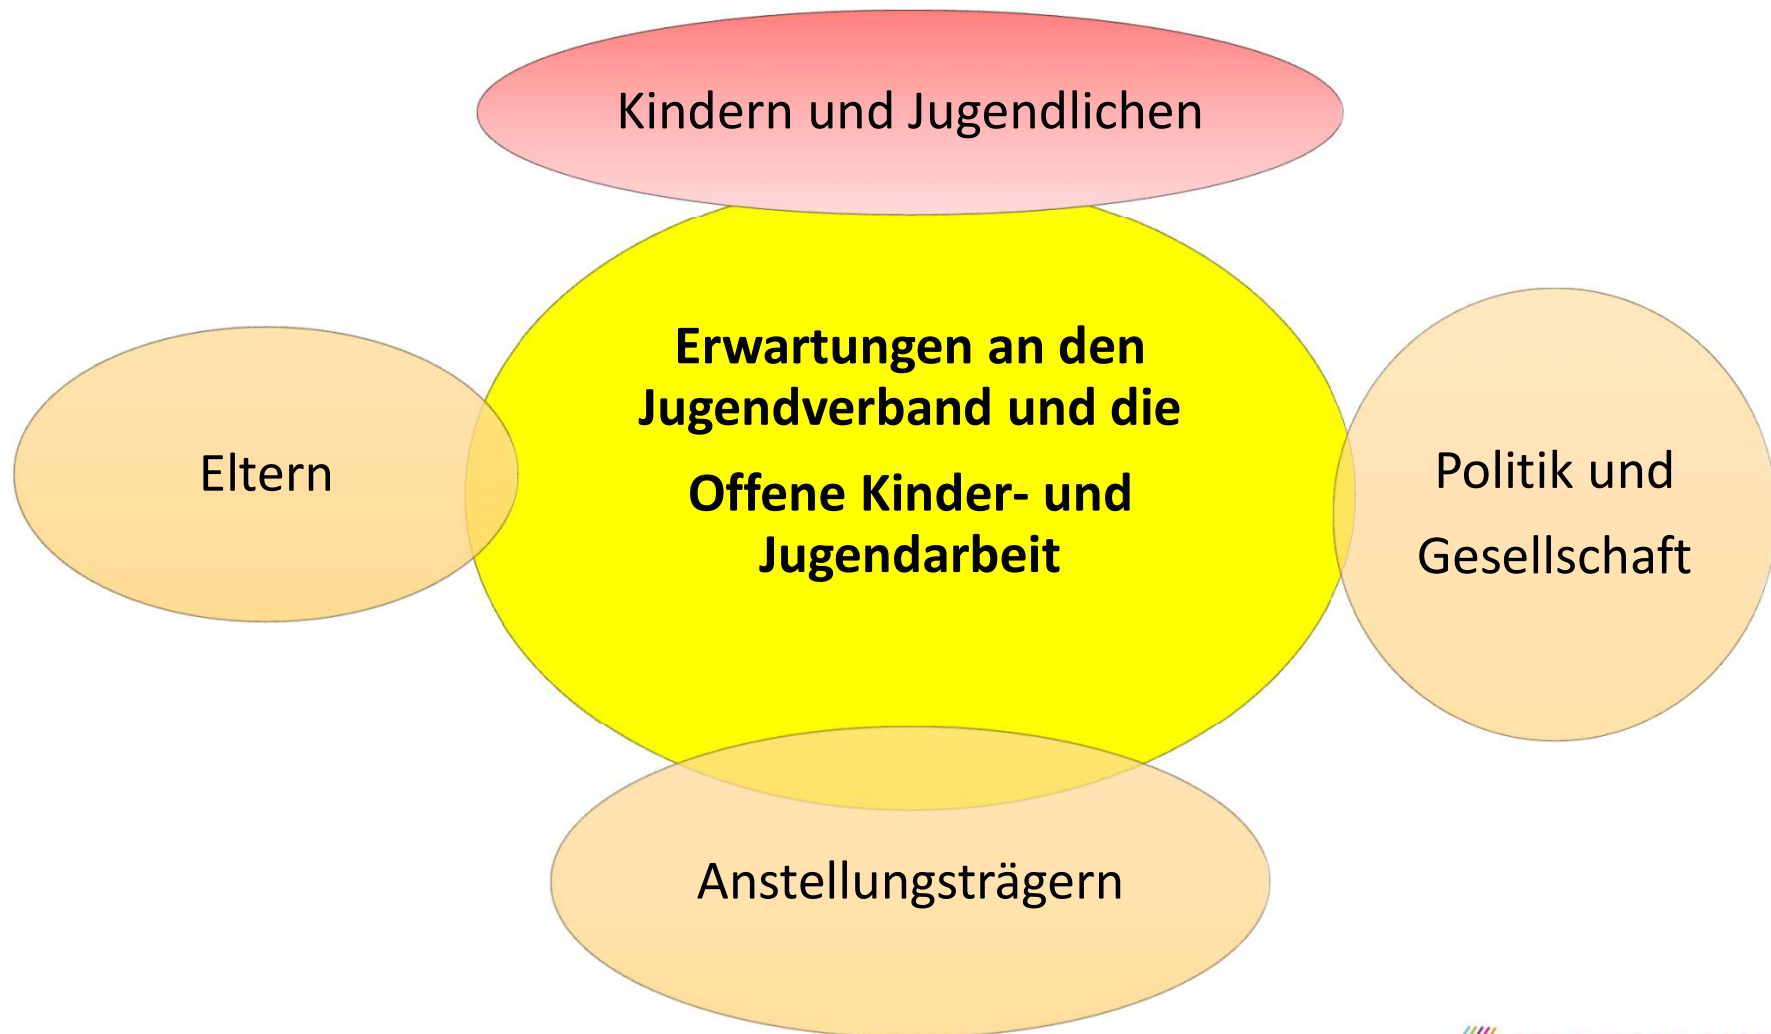 Kindern und Jugendlichen
Erwartungen an den
Jugendverband und die
Offene Kinder- und
Jugendarbeit
Eltern
Politik und
Gesellschaft
Anstellungsträgern